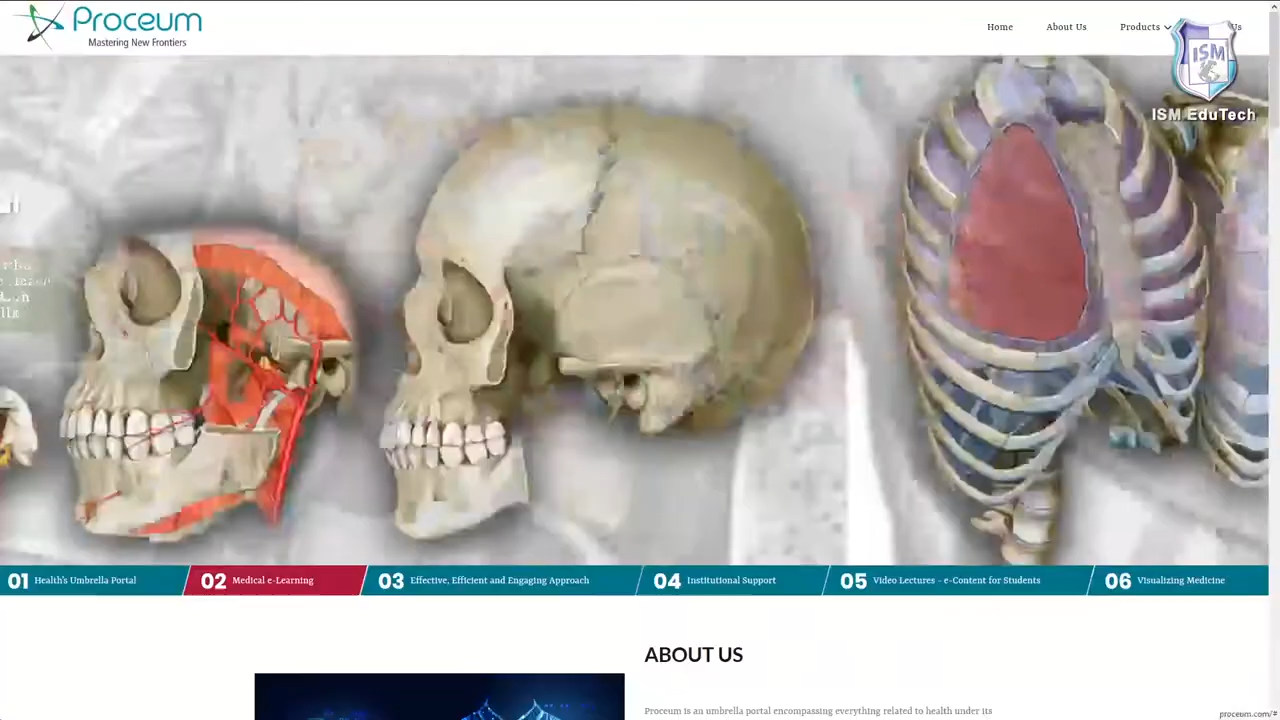 Proceum
Mastering New Frontiers
Home
About Us
Products
Us
ISM
ISM EduTech
01 Health's Umbrella Portal
02 Medical e-Learning
03 Effective, Efficient and Engaging Approach
04 Institutional Support
05 Video Lectures - e-Content for Students
06 Visualizing Medicine
ABOUT US
Proceum is an umbrella portal encompassing everything related to health under its
proceum.com/#